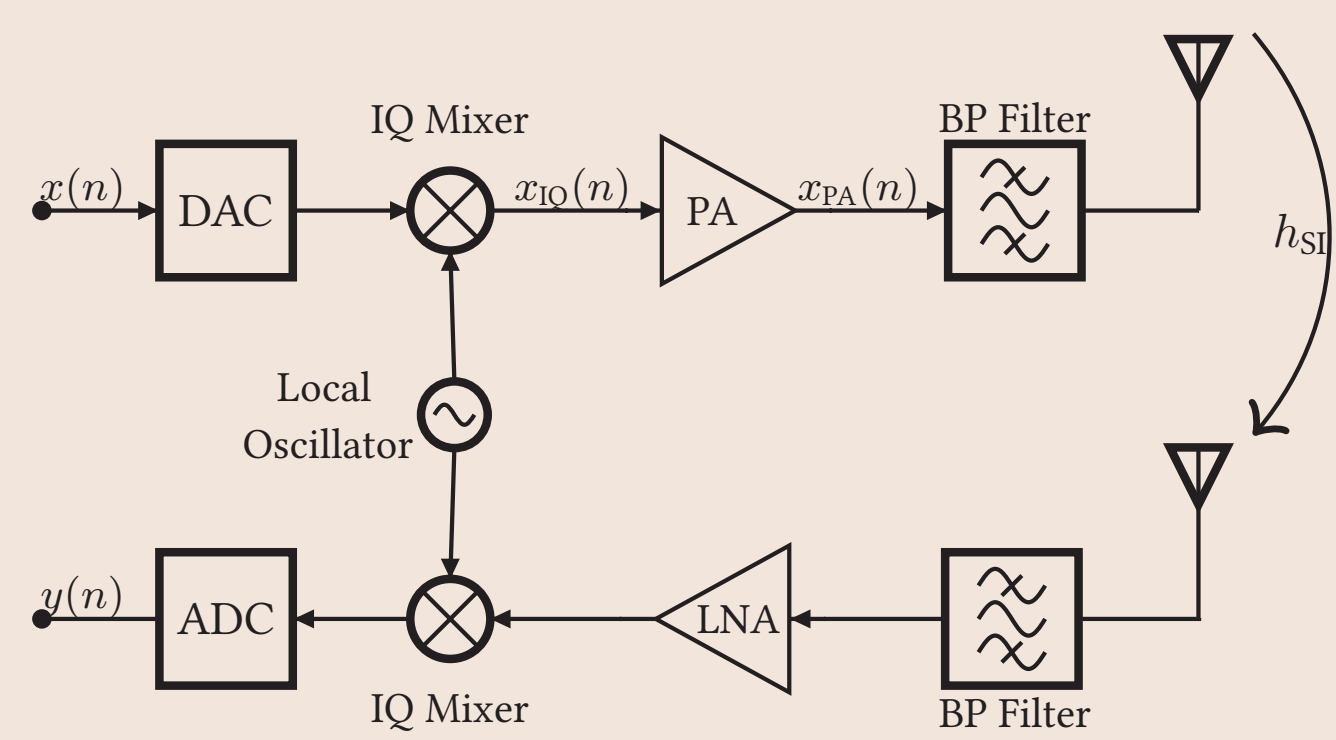 IQ Mixer
BP Filter
x(n)
DAC
x_IQ(n)
PA
x_PA(n)
h_SI
Local
Oscillator
y(n)
ADC
LNA
IQ Mixer
BP Filter